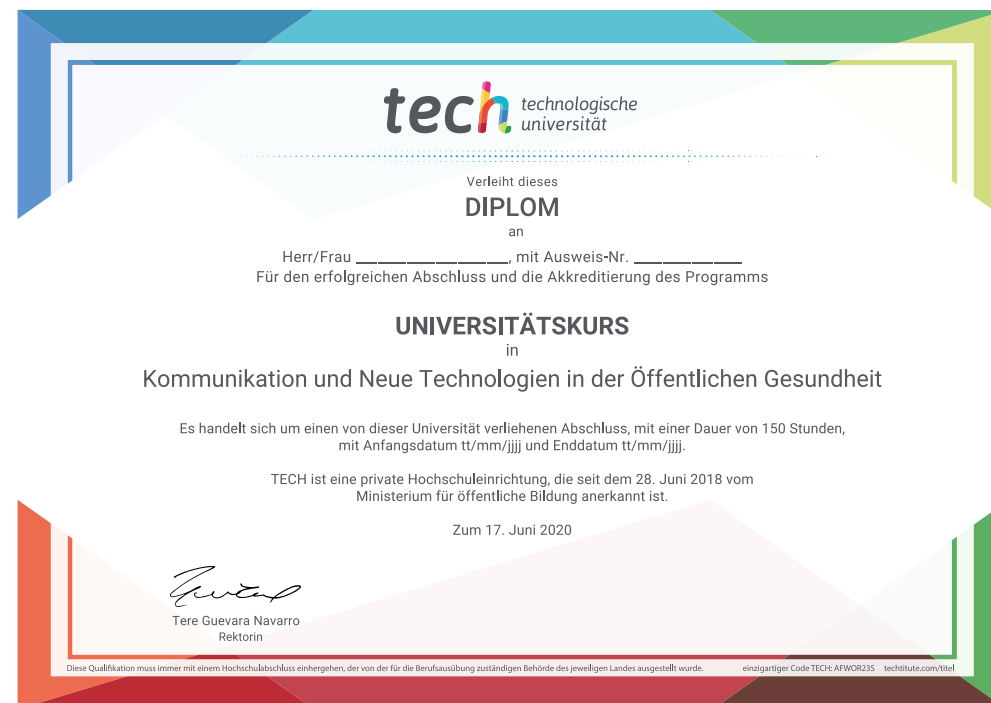 tech technologische
universität
Verleiht dieses
DIPLOM
an
Herr/Frau ____________________, mit Ausweis-Nr. ______________
Für den erfolgreichen Abschluss und die Akkreditierung des Programms
UNIVERSITÄTSKURS
in
Kommunikation und Neue Technologien in der Öffentlichen Gesundheit
Es handelt sich um einen von dieser Universität verliehenen Abschluss, mit einer Dauer von 150 Stunden,
mit Anfangsdatum tt/mm/jjjj und Enddatum tt/mm/jjjj.
TECH ist eine private Hochschuleinrichtung, die seit dem 28. Juni 2018 vom
Ministerium für öffentliche Bildung anerkannt ist.
Zum 17. Juni 2020
Tere Guevara Navarro
Rektorin
Diese Qualifikation muss immer mit einem Hochschulabschluss einhergehen, der von der für die Berufsausübung zuständigen Behörde des jeweiligen Landes ausgestellt wurde. einzigartiger Code TECH: AFWOR23S techtitute.com/titel